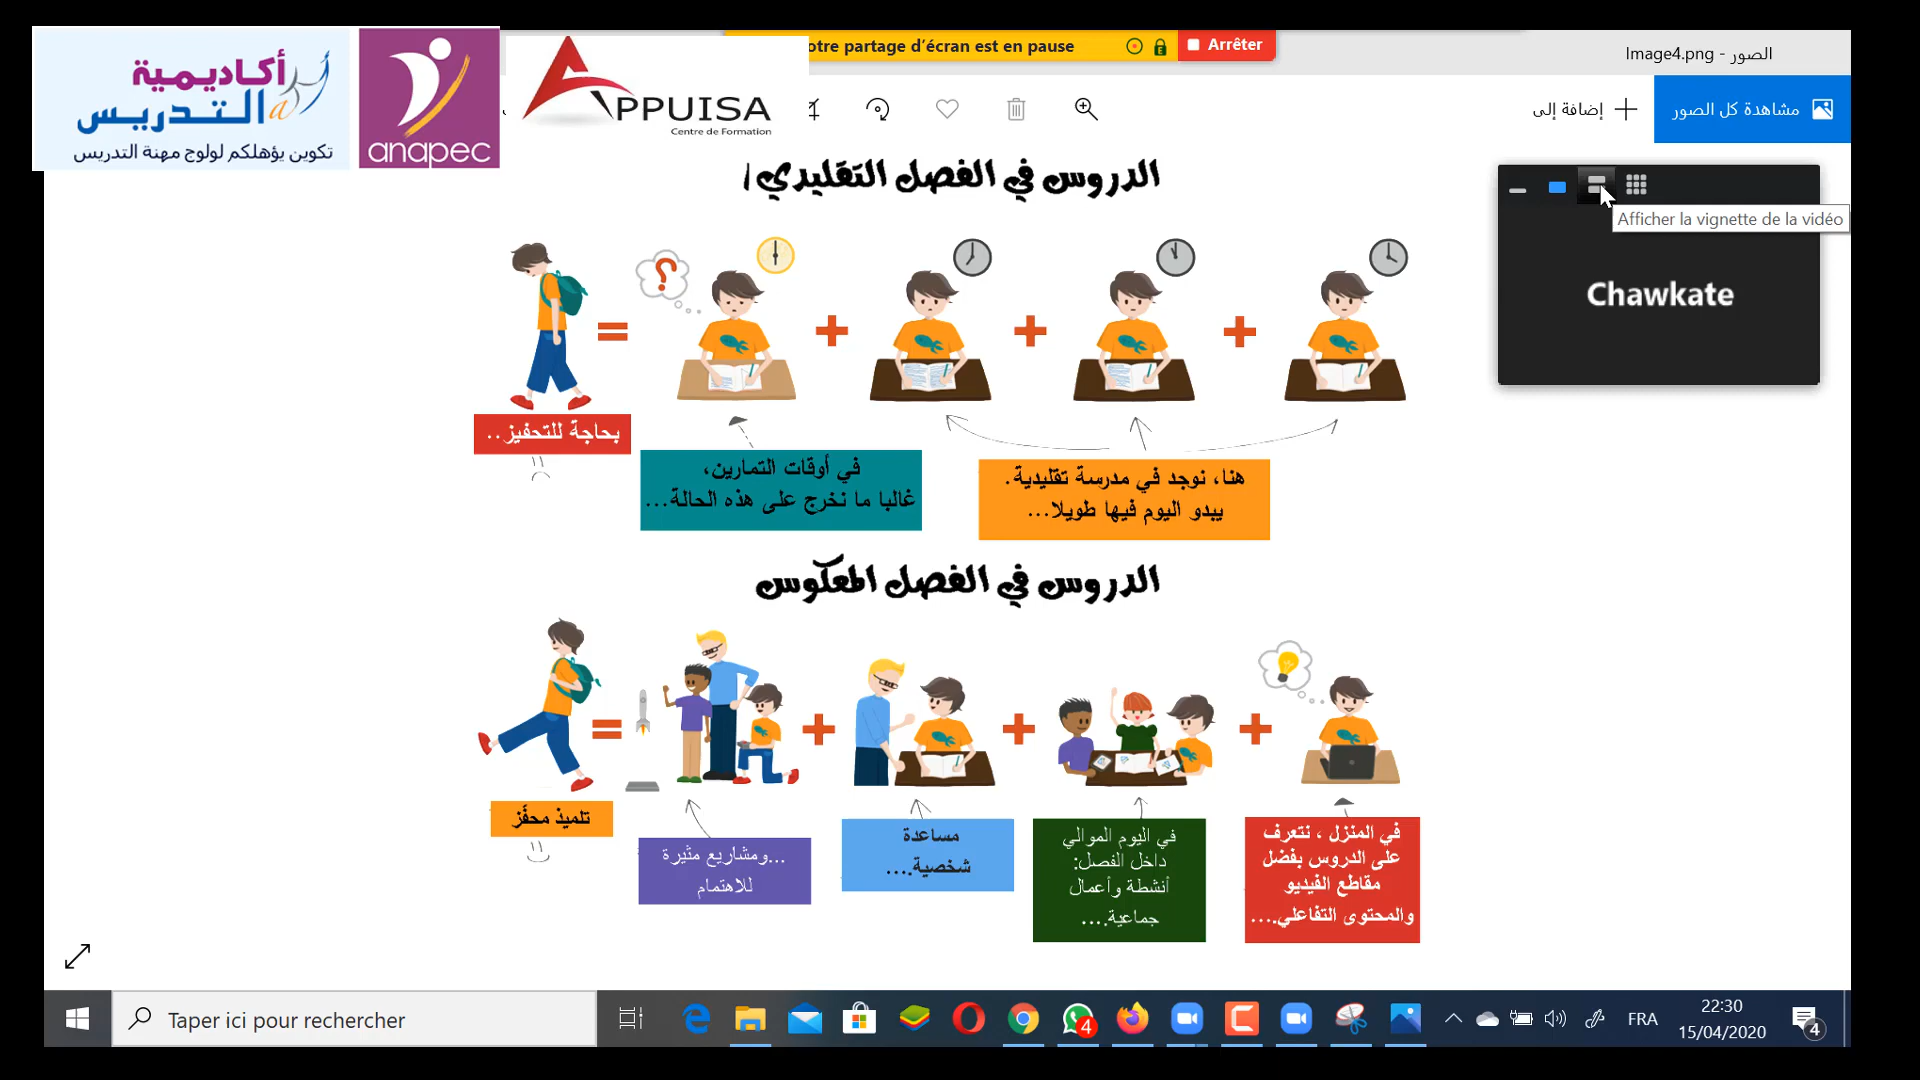 أكاديمية
التدريس
تكوين يؤهلكم لولوج مهنة التدريس
anapec
APPUISA
Centre de Formation
otre partage d'écran est en pause
Arrêter
Image4.png - الصور
إضافة إلى
مشاهدة كل الصور
Afficher la vignette de la vidéo
Chawkate
الدروس في الفصل التقليدي
بحاجة للتحفيز..
في أوقات التمارين،
غالبا ما نخرج على هذه الحالة...
هنا، نوجد في مدرسة تقليدية.
يبدو اليوم فيها طويلا...
الدروس في الفصل المعكوس
تلميذ محفَّز
...ومشاريع مثيرة
للاهتمام
مساعدة
شخصية....
في اليوم الموالي
داخل الفصل:
أنشطة وأعمال
جماعية....
في المنزل ، نتعرف
على الدروس بفضل
مقاطع الفيديو
والمحتوى التفاعلي....
Taper ici pour rechercher
4
FRA
22:30
15/04/2020
4